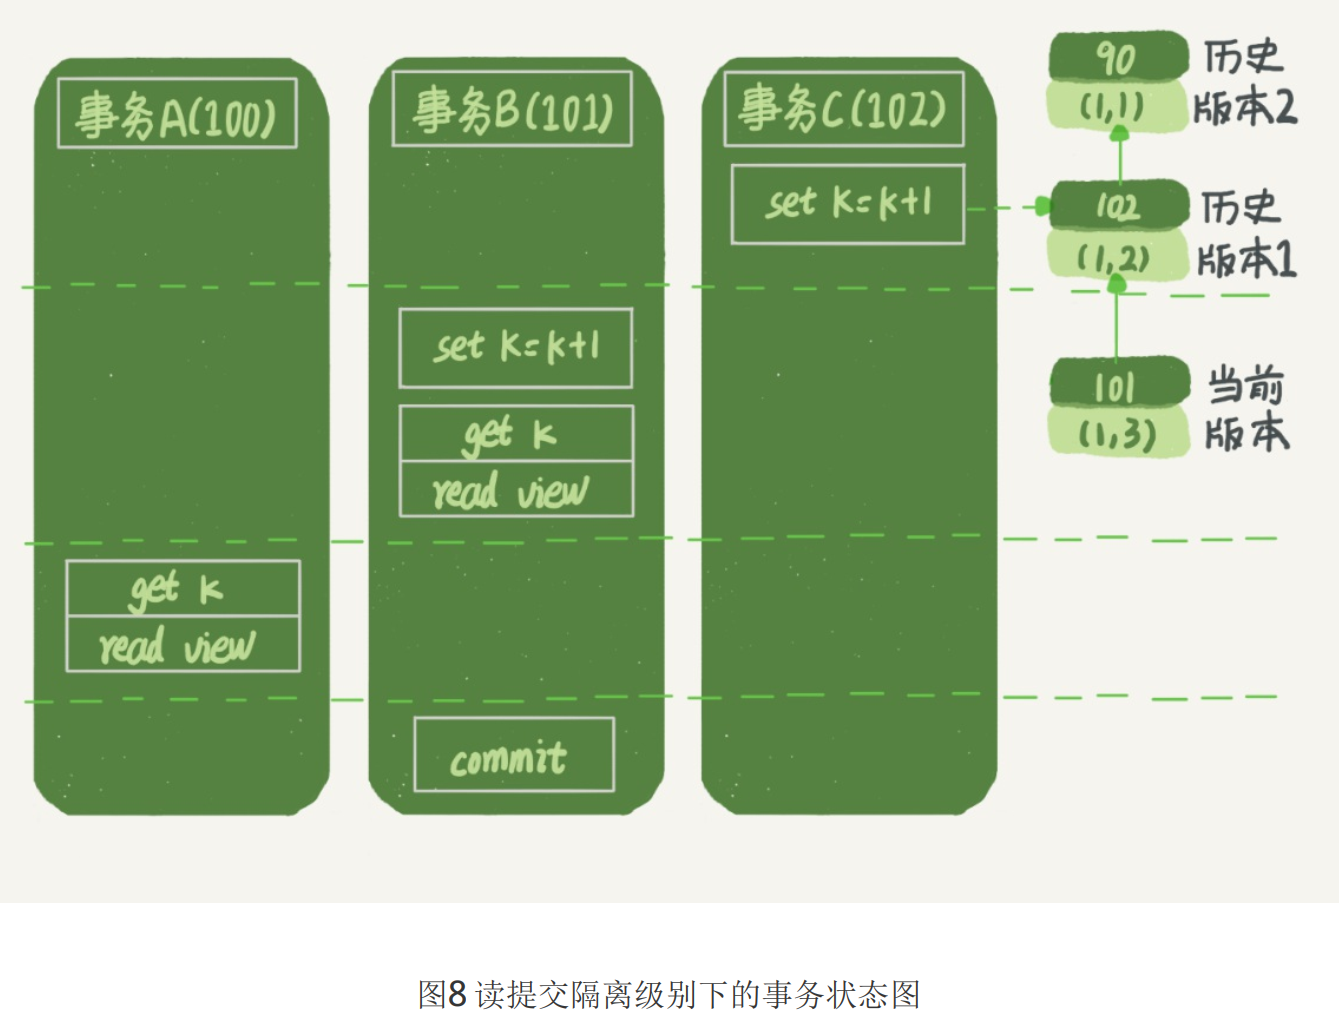 事务A(100)
get k
read view
事务B(101)
set k=k+1
get k
read view
commit
事务C(102)
set k=k+1
90
(1,1)
历史
版本2
102
(1,2)
历史
版本1
101
(1,3)
当前
版本
图8 读提交隔离级别下的事务状态图